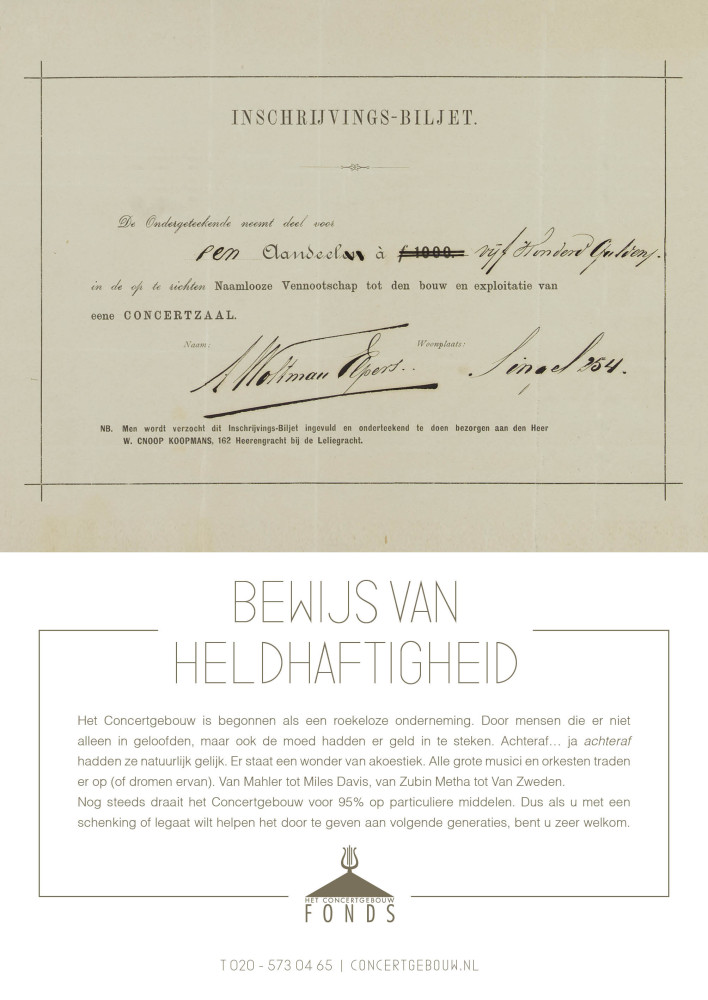 INSCHRIJVINGS-BILJET.
De Ondergeteekende neemt deel voor
een Aandeelen à ƒ 1000.- vijf Honderd Guldens.
in de op te richten Naamlooze Vennootschap tot den bouw en exploitatie van
eene CONCERTZAAL.
Naam: Woonplaats:
Singel 254.
NB. Men wordt verzocht dit Inschrijvings-Biljet ingevuld en onderteekend te doen bezorgen aan den Heer
W. CNOOP KOOPMANS, 162 Heerengracht bij de Leliegracht.
BEWIJS VAN
HELDHAFTIGHEID
Het Concertgebouw is begonnen als een roekeloze onderneming. Door mensen die er niet
alleen in geloofden, maar ook de moed hadden er geld in te steken. Achteraf... ja achteraf
hadden ze natuurlijk gelijk. Er staat een wonder van akoestiek. Alle grote musici en orkesten traden
er op (of dromen ervan). Van Mahler tot Miles Davis, van Zubin Metha tot Van Zweden.
Nog steeds draait het Concertgebouw voor 95% op particuliere middelen. Dus als u met een
schenking of legaat wilt helpen het door te geven aan volgende generaties, bent u zeer welkom.
HET CONCERTGEBOUW
FONDS
T 020 - 573 04 65 | CONCERTGEBOUW.NL